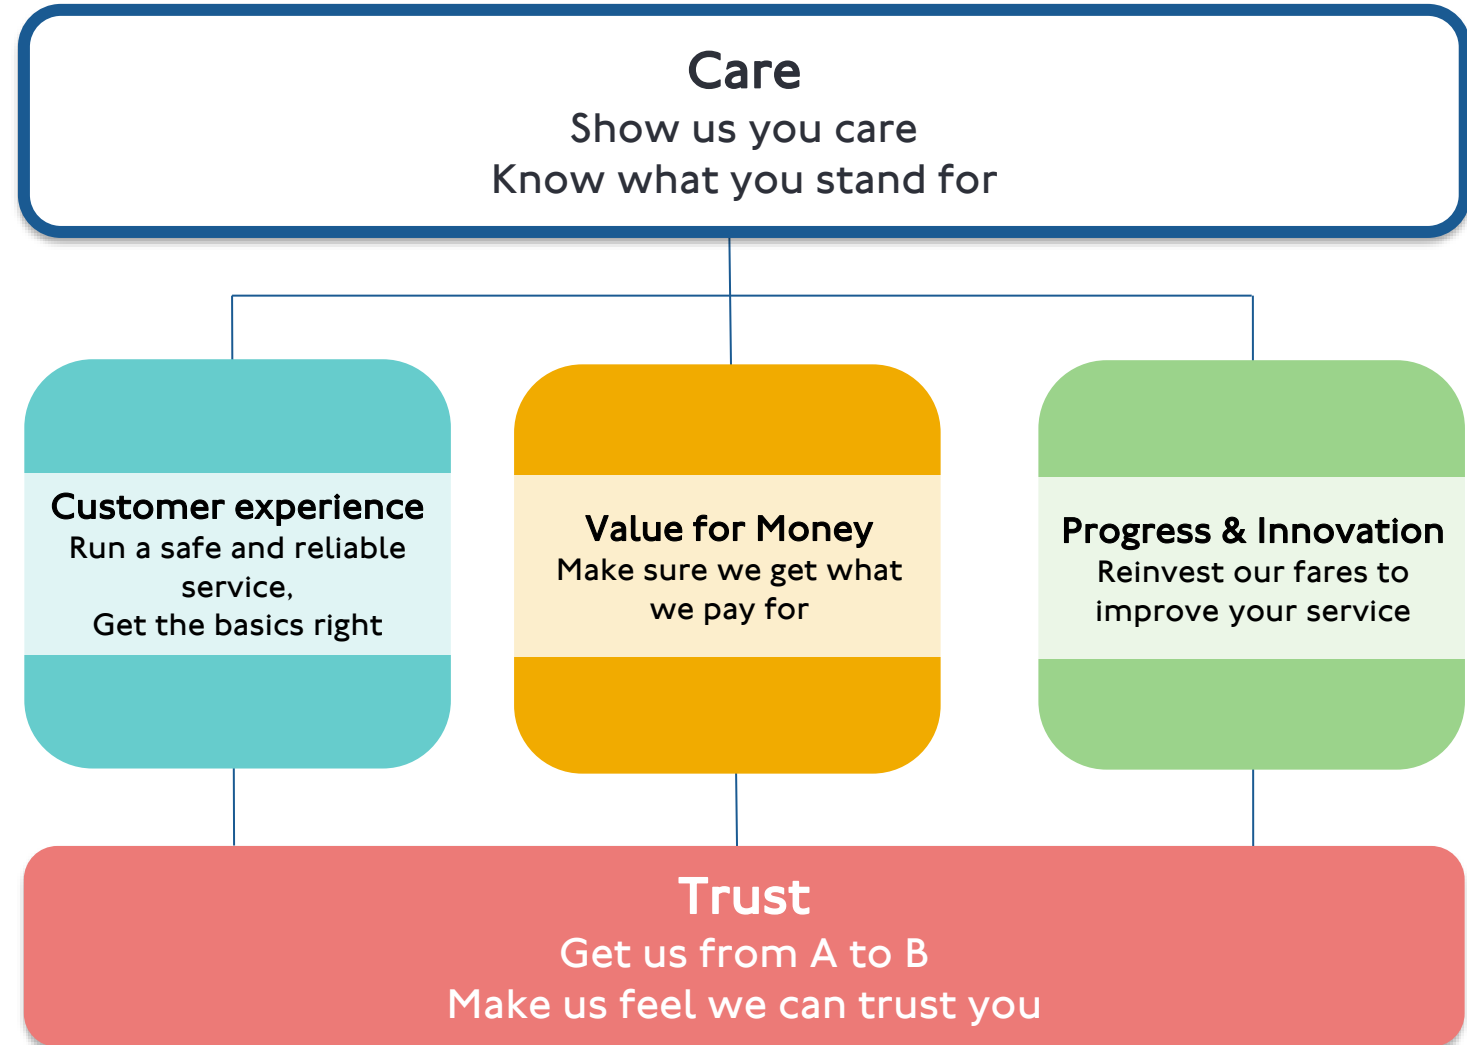 Care
Show us you care
Know what you stand for
Customer experience
Run a safe and reliable
service,
Get the basics right
Value for Money
Make sure we get what
we pay for
Progress & Innovation
Reinvest our fares to
improve your service
Trust
Get us from A to B
Make us feel we can trust you